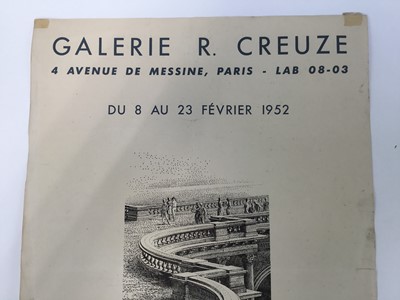 GALERIE R. CREUZE
4 AVENUE DE MESSINE, PARIS - LAB 08-03
DU 8 AU 23 FÉVRIER 1952